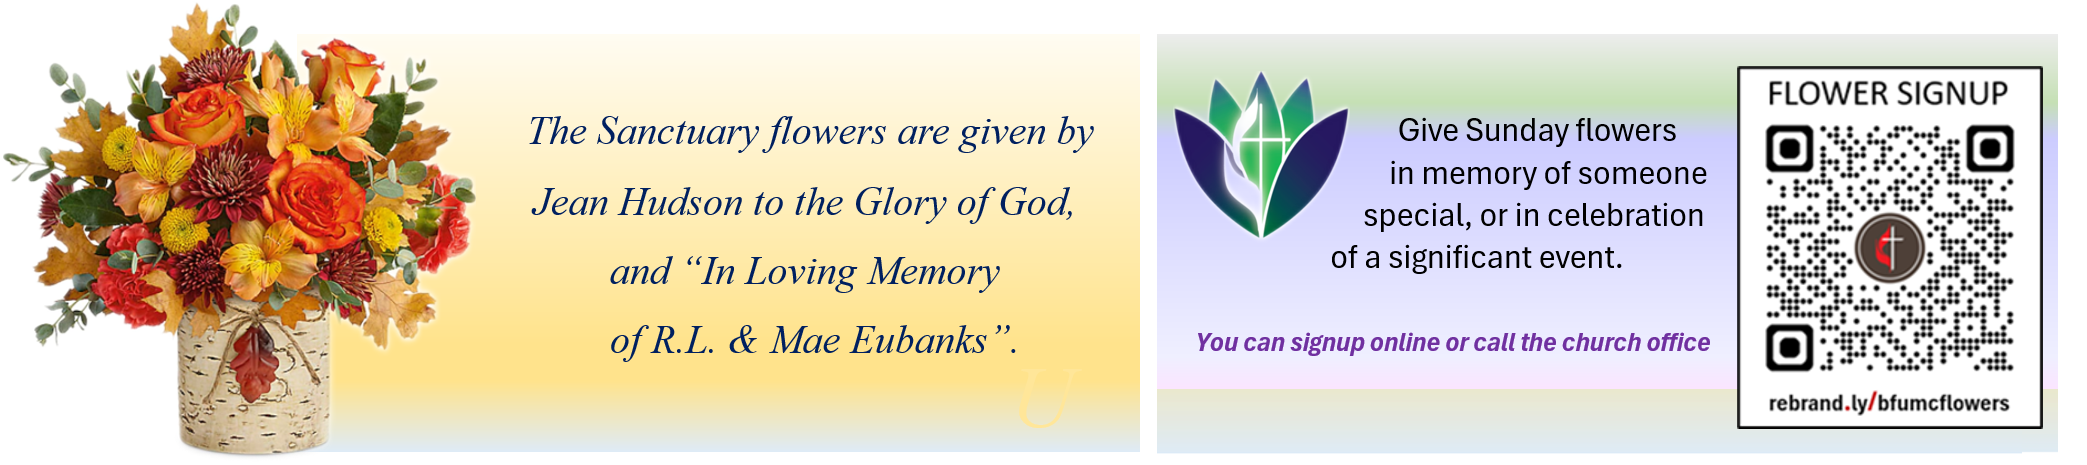 The Sanctuary flowers are given by
Jean Hudson to the Glory of God,
and “In Loving Memory
of R.L. & Mae Eubanks”.
U
Give Sunday flowers
in memory of someone
special, or in celebration
of a significant event.
You can signup online or call the church office
FLOWER SIGNUP
rebrand.ly/bfumcflowers